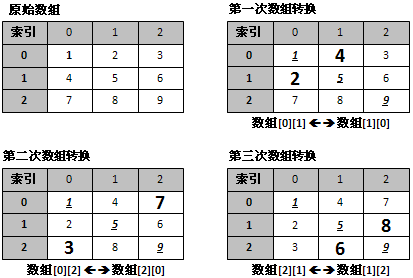 原始数组
索引 0 1 2
0 1 2 3
1 4 5 6
2 7 8 9
第一次数组转换
索引 0 1 2
0 1 4 3
1 2 5 6
2 7 8 9
数组[0][1] ←→ 数组[1][0]
第二次数组转换
索引 0 1 2
0 1 4 7
1 2 5 6
2 3 8 9
数组[0][2] ←→ 数组[2][0]
第三次数组转换
索引 0 1 2
0 1 4 7
1 2 5 8
2 3 6 9
数组[2][1] ←→ 数组[1][2]